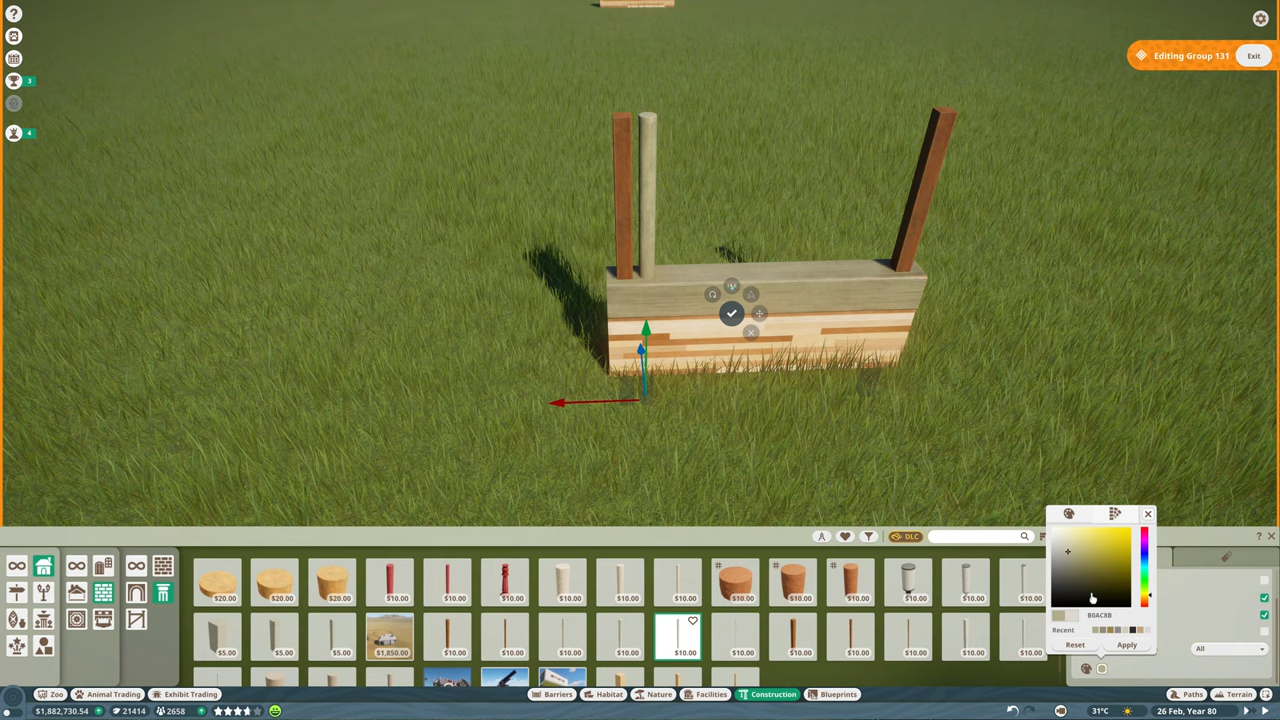 ?
3
4
Editing Group 131
Exit
DLC
?
$20.00 $20.00 $20.00 $10.00 $10.00 $10.00 $10.00 $10.00 $10.00 $10.00 $10.00 $10.00 $10.00 $10.00 $10.00
$5.00 $5.00 $5.00 $1,850.00 $10.00 $10.00 $10.00 $10.00 $10.00 $10.00 $10.00 $10.00 $10.00 $10.00 $10.00
B0AC8B
Recent
Reset Apply
All
Zoo Animal Trading Exhibit Trading Barriers Habitat Nature Facilities Construction Blueprints Paths Terrain
$1,882,730.54 21414 2658 31°C 26 Feb, Year 80